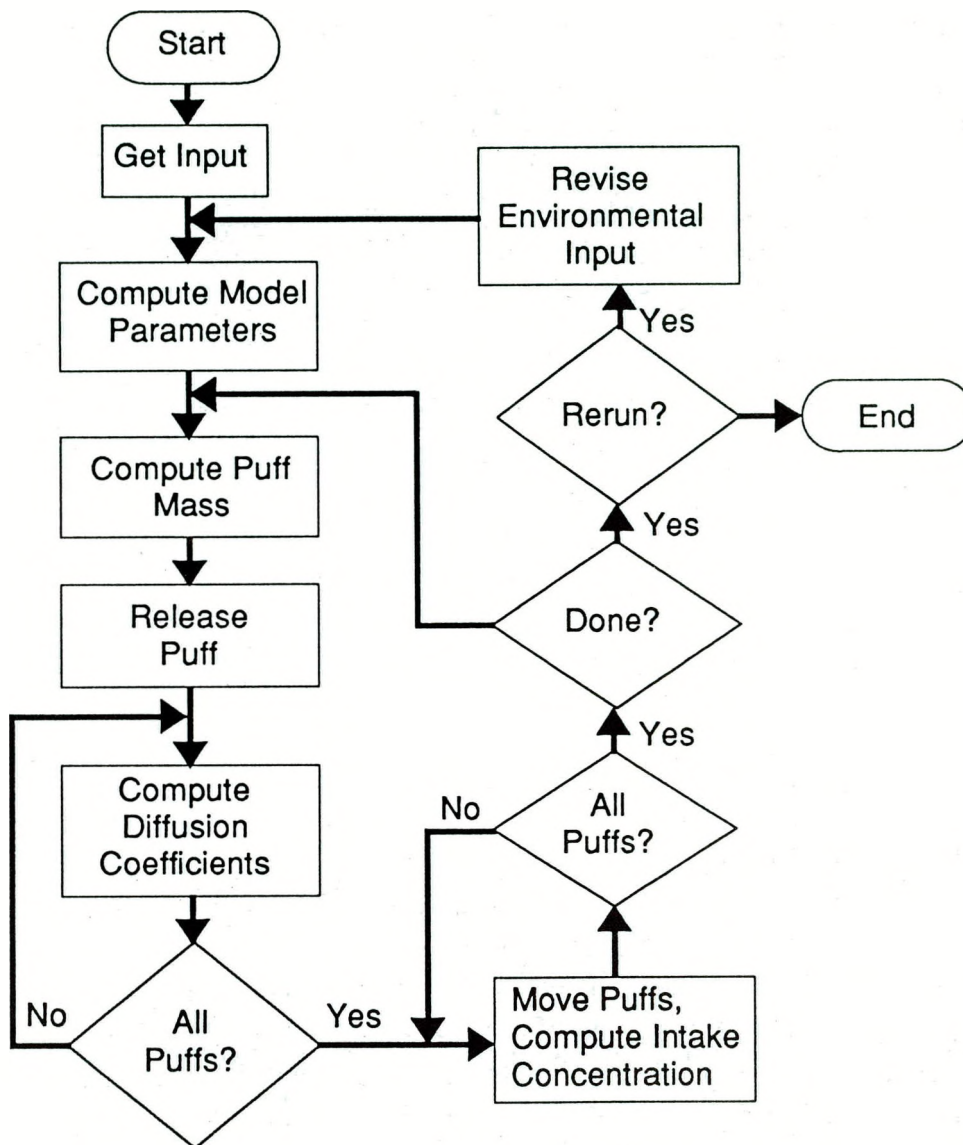 Start
Get Input
Compute Model
Parameters
Compute Puff
Mass
Release
Puff
Compute
Diffusion
Coefficients
No
All
Puffs?
Yes
Move Puffs,
Compute Intake
Concentration
No
All
Puffs?
Yes
Done?
Yes
Rerun?
Yes
End
Revise
Environmental
Input